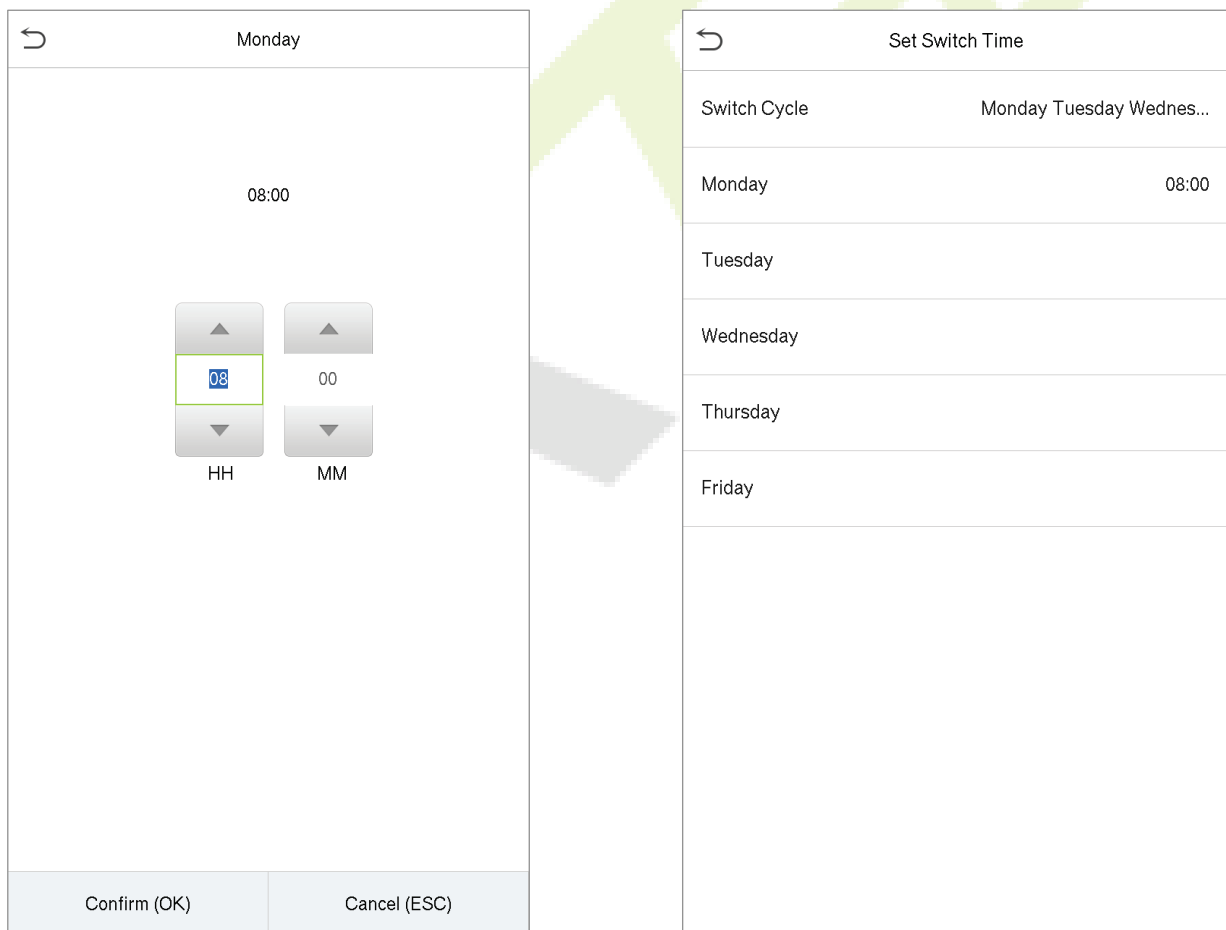 Monday
08:00
08
00
HH
MM
Confirm (OK)
Cancel (ESC)
Set Switch Time
Switch Cycle
Monday Tuesday Wednes...
Monday
08:00
Tuesday
Wednesday
Thursday
Friday